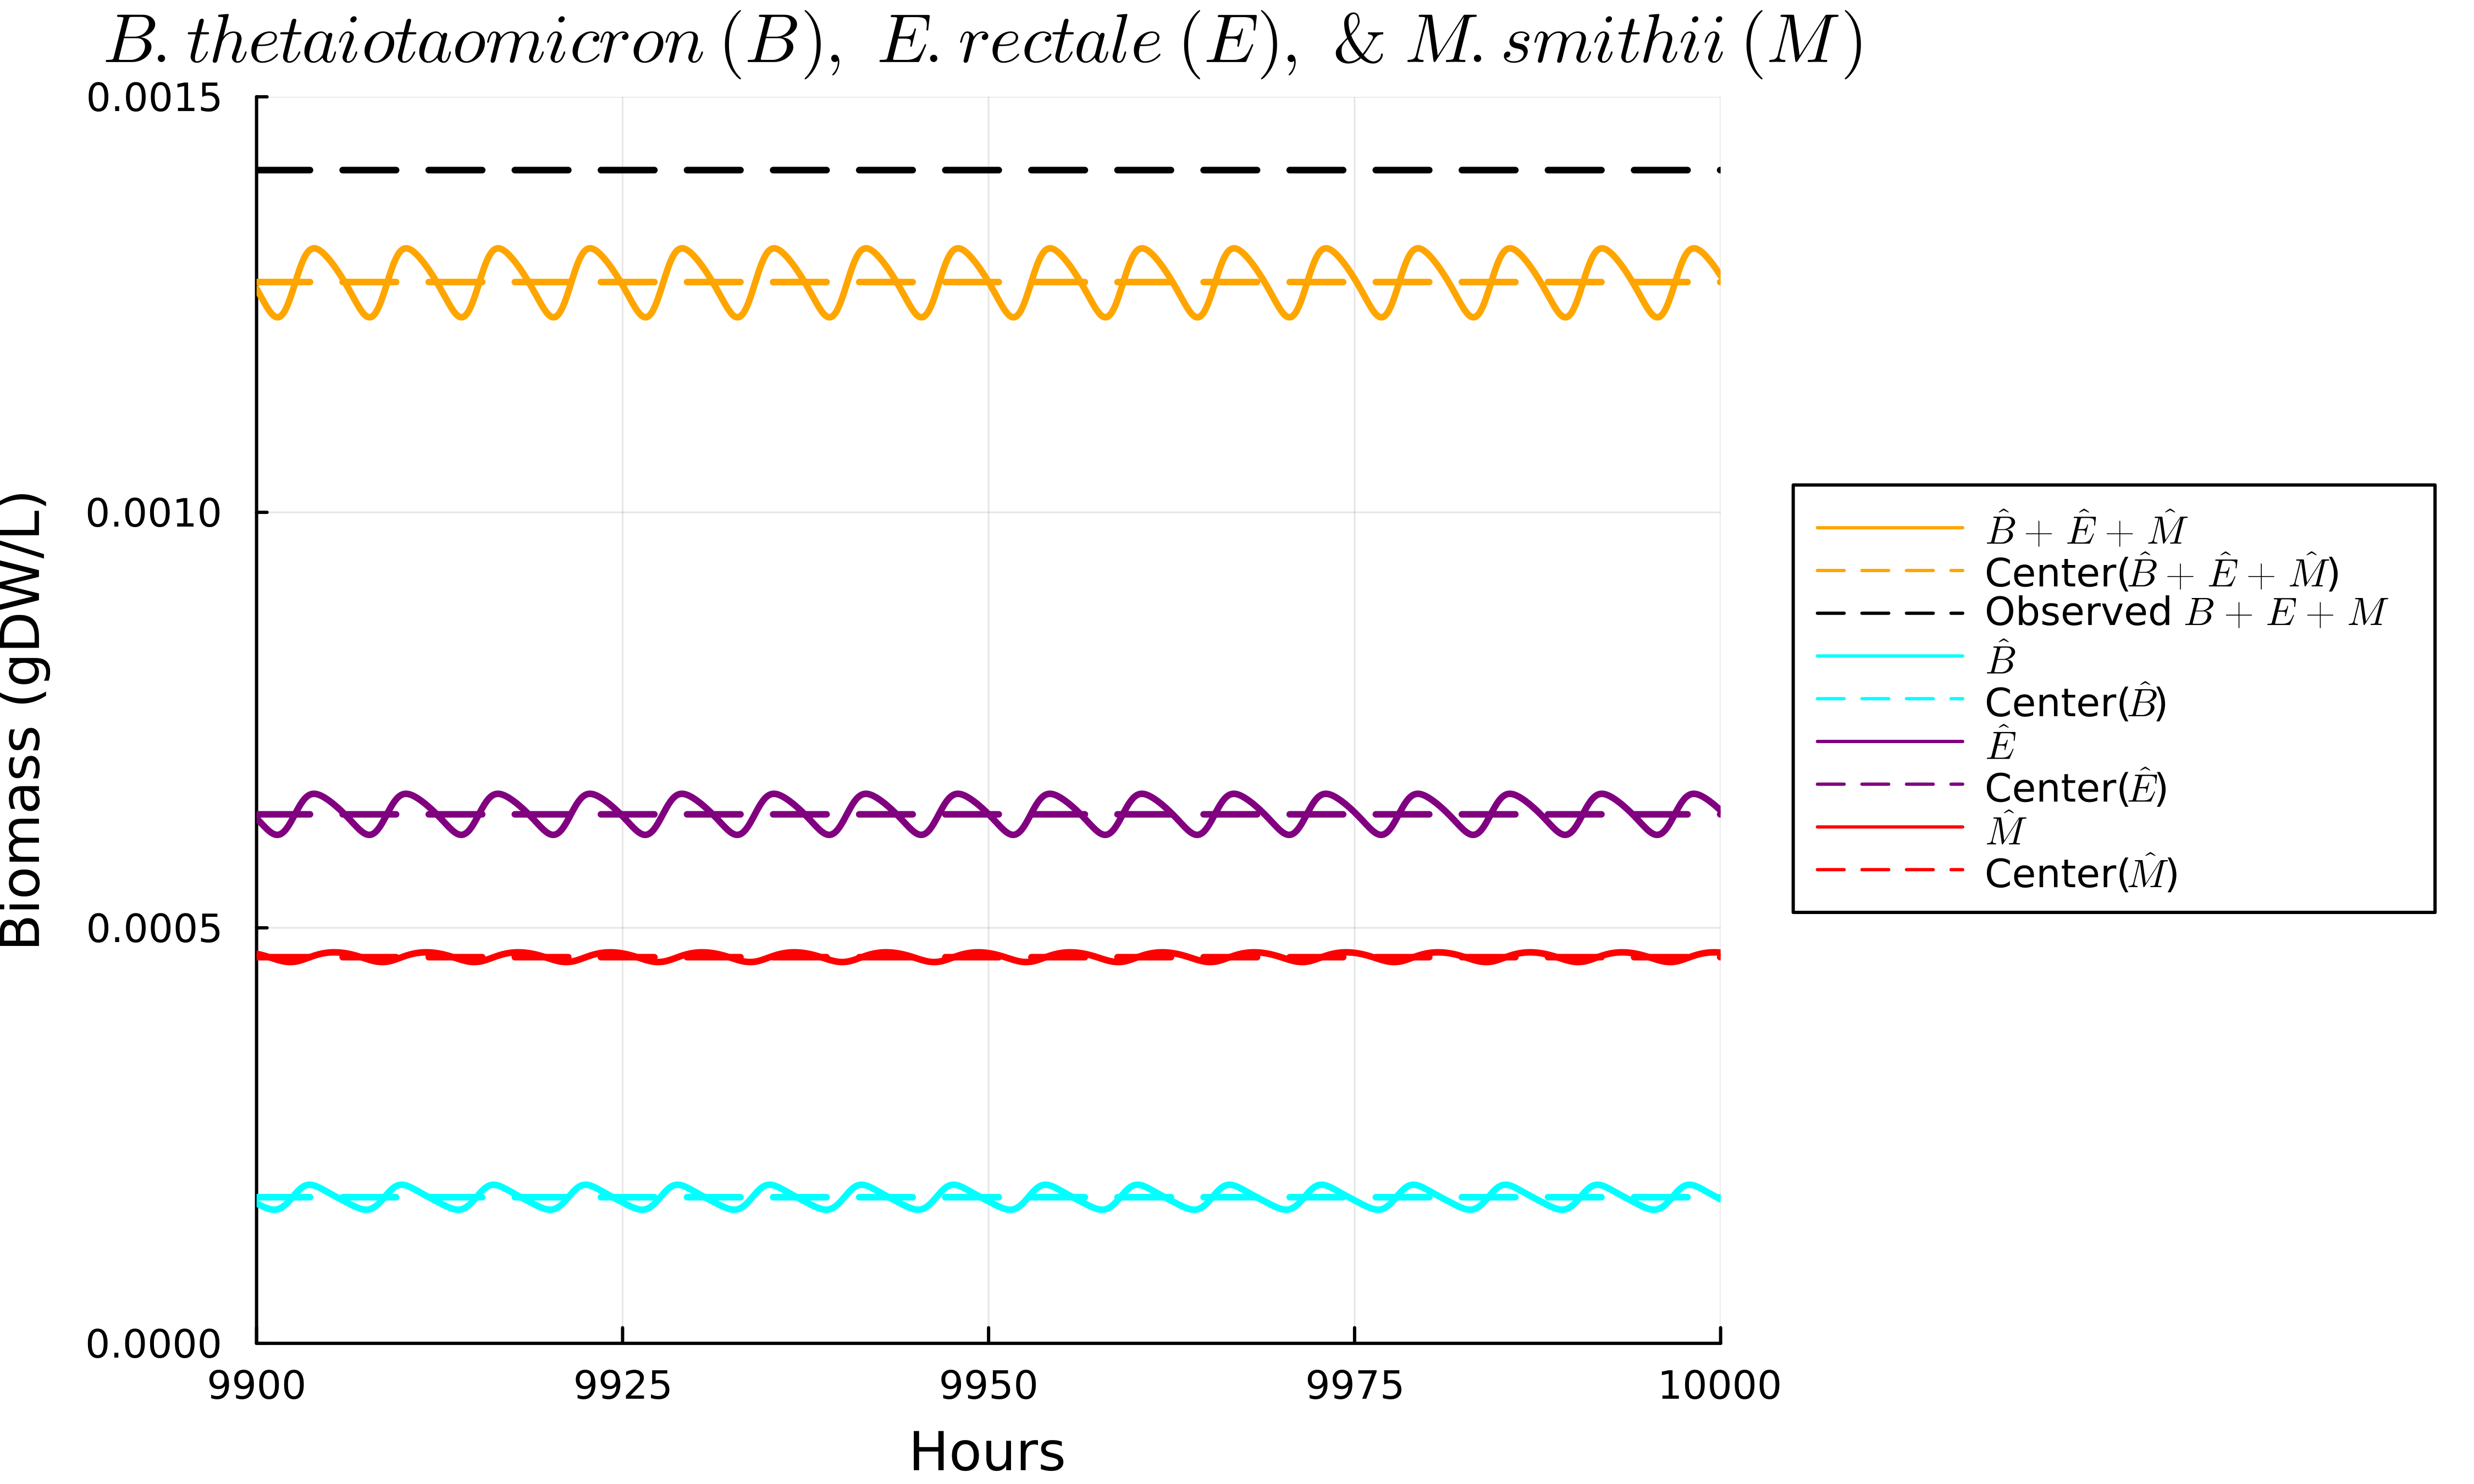 B. thetaiotaomicron (B), E. rectale (E), & M. smithii (M)
0.0015
0.0010
0.0005
0.0000
Biomass (gDW/L)
9900 9925 9950 9975 10000
Hours
B̂ + Ê + M̂
Center(B̂ + Ê + M̂)
Observed B + E + M
B̂
Center(B̂)
Ê
Center(Ê)
M̂
Center(M̂)